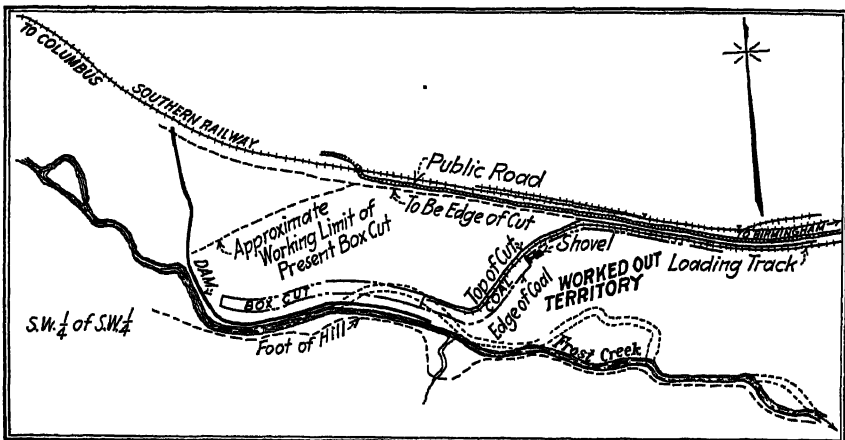 TO COLUMBUS
SOUTHERN RAILWAY
Public Road
To Be Edge of Cut
Approximate
Working Limit of
Present Box Cut
TO BIRMINGHAM
Loading Track
Shovel
Top of Cut
COAL
Edge of Coal
WORKED OUT
TERRITORY
DAM
BOX CUT
S.W. 1/4 of S.W. 1/4
Foot of Hill
Frost Creek